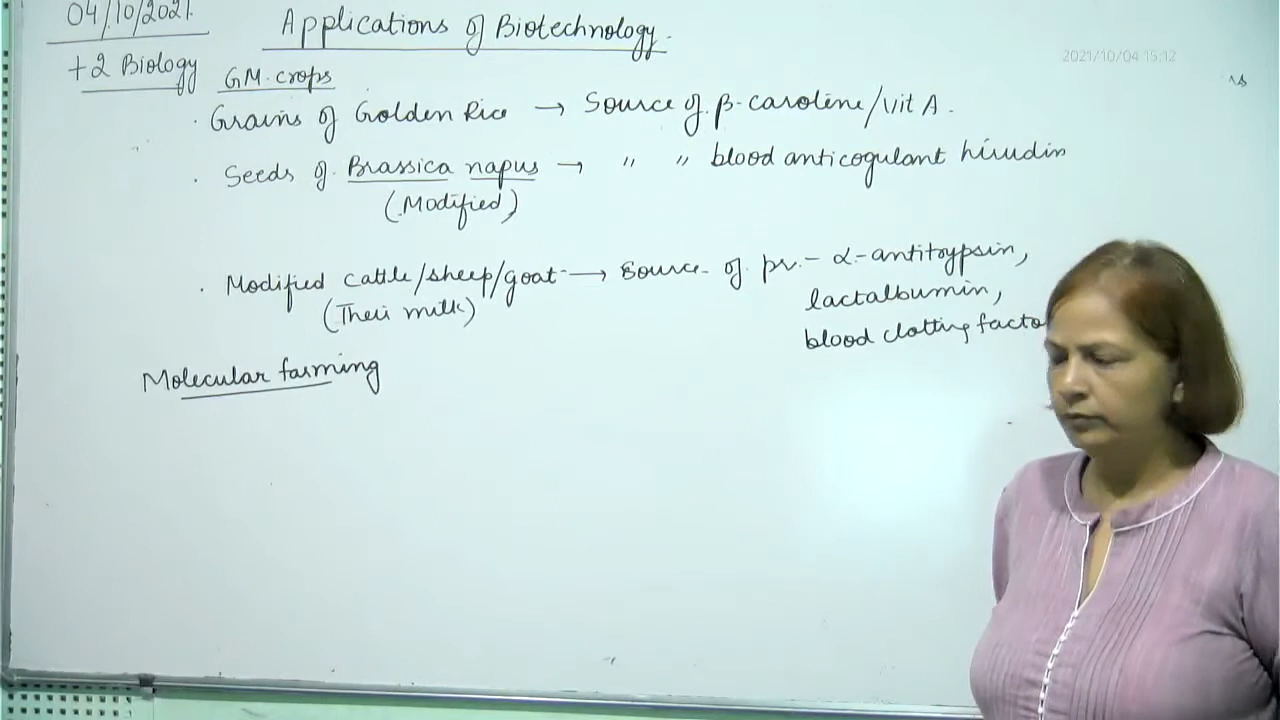 04/10/2021
Applications of Biotechnology.
2021/10/04 15:12
+2 Biology
GM. crops
· Grains of Golden Rice → Source of β-carotene/vit A.
· Seeds of Brassica napus → " " blood anticogulant hirudin
(Modified)
· Modified cattle/sheep/goat → Source of pr. - α-antitrypsin,
(Their milk)
lactalbumin,
blood clotting facto
Molecular farming